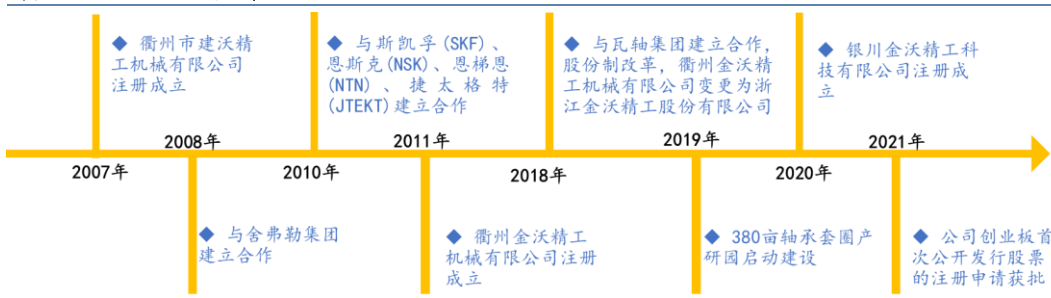 ◆ 衢州市建沃精
工机械有限公司
注册成立
◆ 与斯凯孚(SKF)、
恩斯克(NSK)、恩梯恩
(NTN)、捷太格特
(JTEKT)建立合作
◆ 与瓦轴集团建立合作，
股份制改革，衢州金沃精
工机械有限公司变更为浙
江金沃精工股份有限公司
◆ 银川金沃精工科
技有限公司注册成
立
2008年
2011年
2019年
2021年
2007年
2010年
2018年
2020年
◆ 与舍弗勒集团
建立合作
◆ 衢州金沃精工
机械有限公司注册
成立
◆ 380亩轴承套圈产
研园启动建设
◆ 公司创业板首
次公开发行股票
的注册申请获批